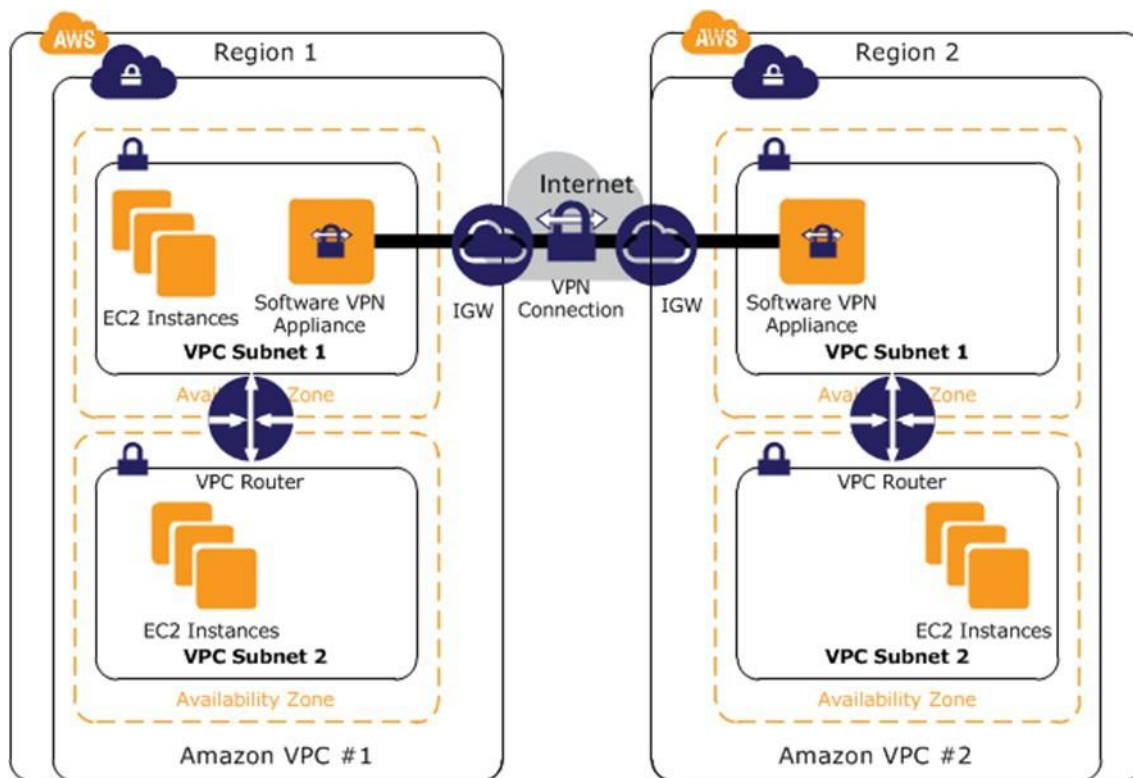 AWS
Region 1
EC2 Instances
Software VPN
Appliance
VPC Subnet 1
Availability Zone
VPC Router
EC2 Instances
VPC Subnet 2
Availability Zone
Amazon VPC #1
Internet
IGW
VPN
Connection
IGW
AWS
Region 2
Software VPN
Appliance
VPC Subnet 1
Availability Zone
VPC Router
EC2 Instances
VPC Subnet 2
Availability Zone
Amazon VPC #2